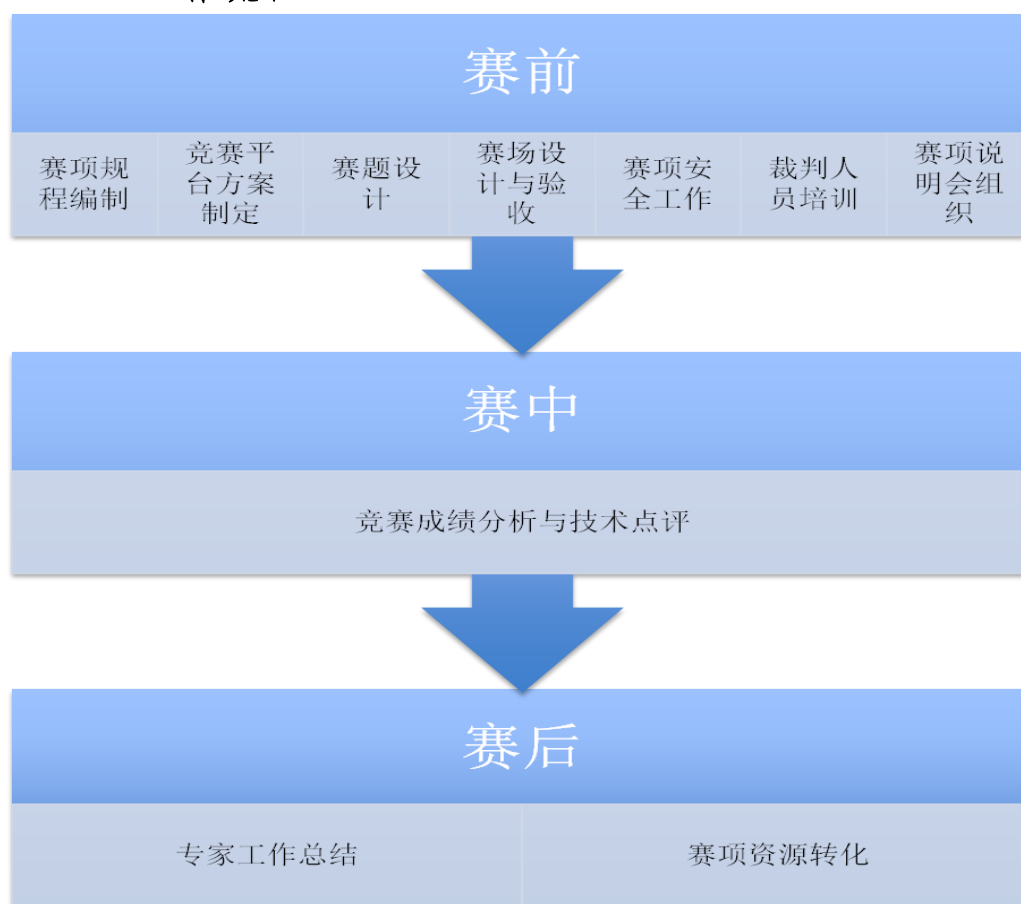 赛前
赛项规
程编制
竞赛平
台方案
制定
赛题设
计
赛场设
计与验
收
赛项安
全工作
裁判人
员培训
赛项说
明会组
织
赛中
竞赛成绩分析与技术点评
赛后
专家工作总结
赛项资源转化